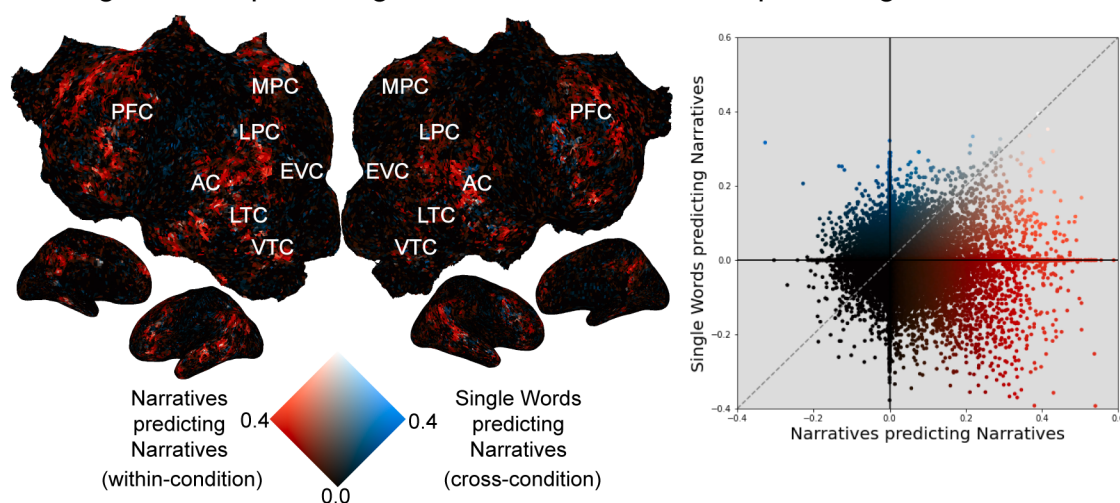 MPC
PFC
LPC
EVC
AC
LTC
VTC
MPC
PFC
LPC
EVC
AC
LTC
VTC
Narratives
predicting
Narratives
(within-condition)
0.4
0.4
0.0
Single Words
predicting
Narratives
(cross-condition)
Single Words predicting Narratives
0.6
0.4
0.2
0.0
−0.2
−0.4
−0.4
−0.2
0.0
0.2
0.4
0.6
Narratives predicting Narratives